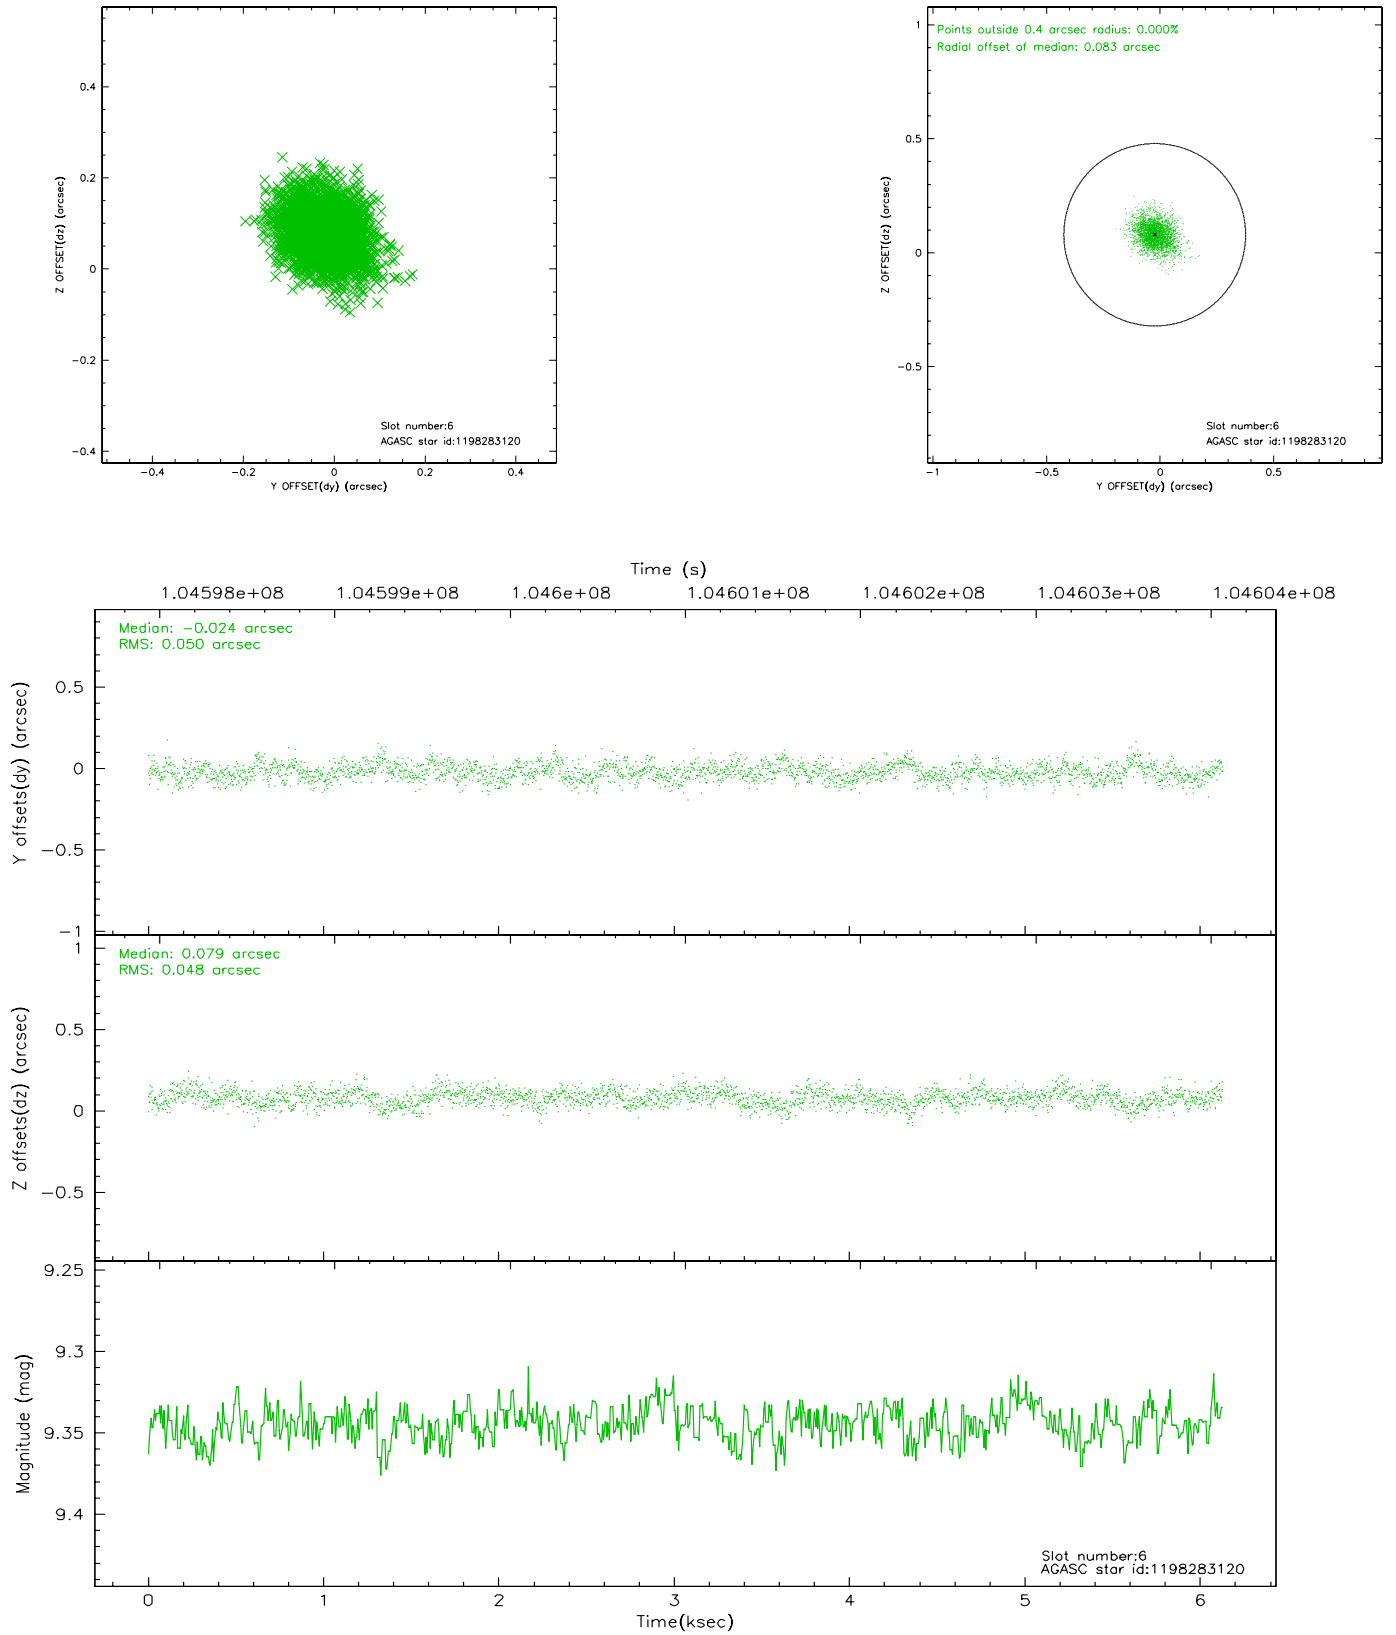 0.4
0.2
0
−0.2
−0.4
Z OFFSET(dz) (arcsec)
Slot number:6
AGASC star id:1198283120
−0.4 −0.2 0 0.2 0.4
Y OFFSET(dy) (arcsec)
Points outside 0.4 arcsec radius: 0.000%
Radial offset of median: 0.083 arcsec
1
0.5
0
−0.5
Z OFFSET(dz) (arcsec)
Slot number:6
AGASC star id:1198283120
−1 −0.5 0 0.5
Y OFFSET(dy) (arcsec)
Time (s)
1.04598e+08 1.04599e+08 1.046e+08 1.04601e+08 1.04602e+08 1.04603e+08 1.04604e+08
Median: −0.024 arcsec
RMS: 0.050 arcsec
0.5
0
−0.5
−1
Y offsets(dy) (arcsec)
Median: 0.079 arcsec
RMS: 0.048 arcsec
1
0.5
0
−0.5
Z offsets(dz) (arcsec)
9.25
9.3
9.35
9.4
Magnitude (mag)
Slot number:6
AGASC star id:1198283120
0 1 2 3 4 5 6
Time(ksec)